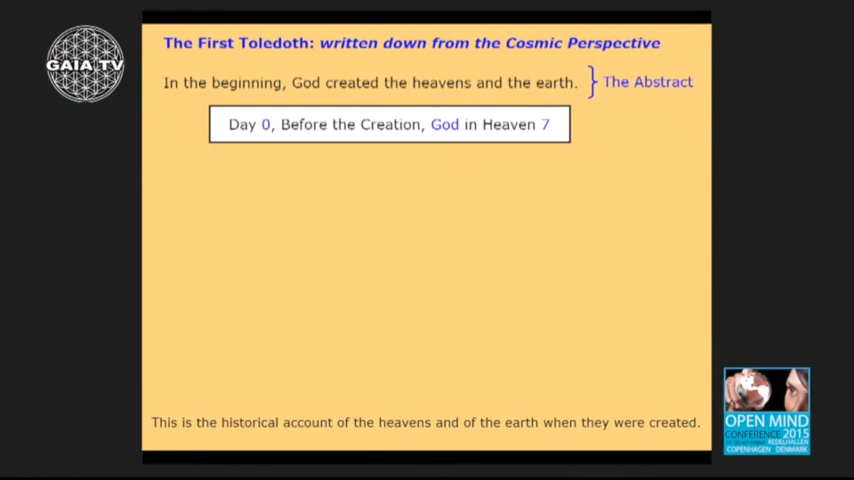 The First Toledoth: written down from the Cosmic Perspective
GAIA.TV
In the beginning, God created the heavens and the earth. } The Abstract
Day 0, Before the Creation, God in Heaven 7
This is the historical account of the heavens and of the earth when they were created.
OPEN MIND
CONFERENCE 2015
REDELHALLEN
COPENHAGEN DENMARK